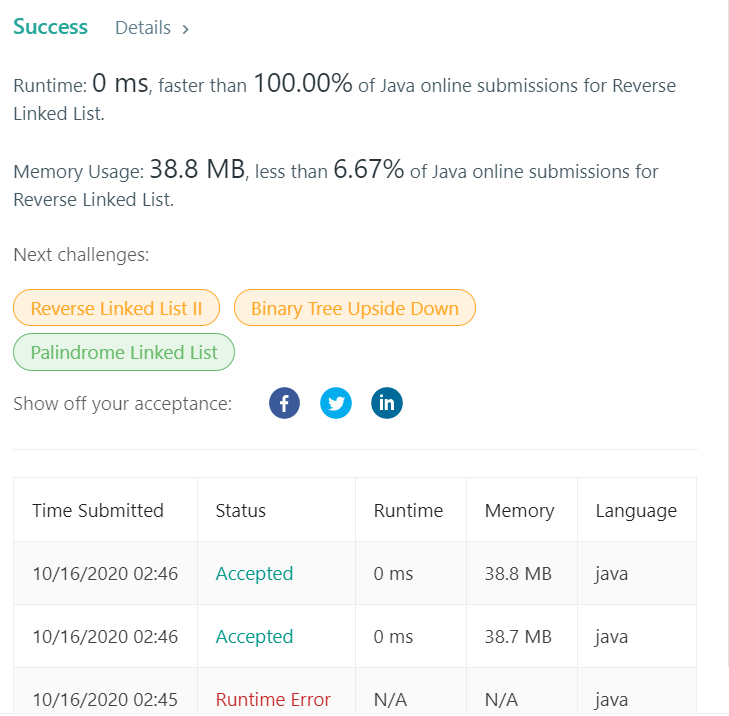 Success Details >
Runtime: 0 ms, faster than 100.00% of Java online submissions for Reverse
Linked List.
Memory Usage: 38.8 MB, less than 6.67% of Java online submissions for
Reverse Linked List.
Next challenges:
Reverse Linked List II Binary Tree Upside Down
Palindrome Linked List
Show off your acceptance: f in
Time Submitted Status Runtime Memory Language
10/16/2020 02:46 Accepted 0 ms 38.8 MB java
10/16/2020 02:46 Accepted 0 ms 38.7 MB java
10/16/2020 02:45 Runtime Error N/A N/A java